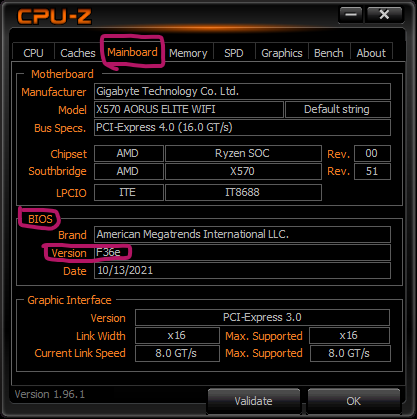 CPU-Z
CPU Caches Mainboard Memory SPD Graphics Bench About
Motherboard
Manufacturer Gigabyte Technology Co. Ltd.
Model X570 AORUS ELITE WIFI Default string
Bus Specs. PCI-Express 4.0 (16.0 GT/s)
Chipset AMD Ryzen SOC Rev. 00
Southbridge AMD X570 Rev. 51
LPCIO ITE IT8688
BIOS
Brand American Megatrends International LLC.
Version F36e
Date 10/13/2021
Graphic Interface
Version PCI-Express 3.0
Link Width x16 Max. Supported x16
Current Link Speed 8.0 GT/s Max. Supported 8.0 GT/s
Version 1.96.1 Validate OK